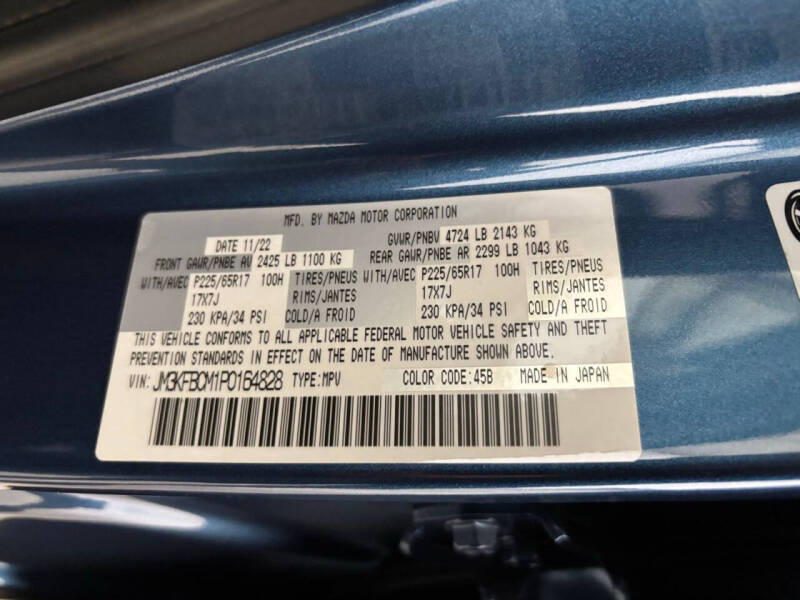 MFD. BY MAZDA MOTOR CORPORATION
DATE 11/22 GVWR/PNBV 4724 LB 2143 KG
FRONT GAWR/PNBE AV 2425 LB 1100 KG REAR GAWR/PNBE AR 2299 LB 1043 KG
WITH/AVEC P225/65R17 100H TIRES/PNEUS WITH/AVEC P225/65R17 100H TIRES/PNEUS
17X7J RIMS/JANTES 17X7J RIMS/JANTES
230 KPA/34 PSI COLD/A FROID 230 KPA/34 PSI COLD/A FROID
THIS VEHICLE CONFORMS TO ALL APPLICABLE FEDERAL MOTOR VEHICLE SAFETY AND THEFT
PREVENTION STANDARDS IN EFFECT ON THE DATE OF MANUFACTURE SHOWN ABOVE.
VIN: JM3KFBCM1P0164828 TYPE:MPV COLOR CODE:45B MADE IN JAPAN